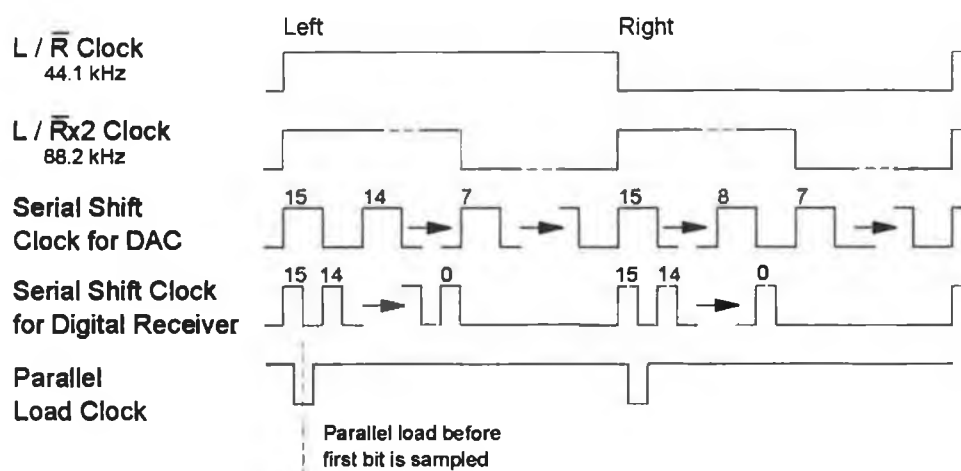 Left Right
L / R̅ Clock
44.1 kHz
L / R̅x2 Clock
88.2 kHz
15 14 7 15 8 7
Serial Shift
Clock for DAC
15 14 0 15 14 0
Serial Shift Clock
for Digital Receiver
Parallel
Load Clock
Parallel load before
first bit is sampled